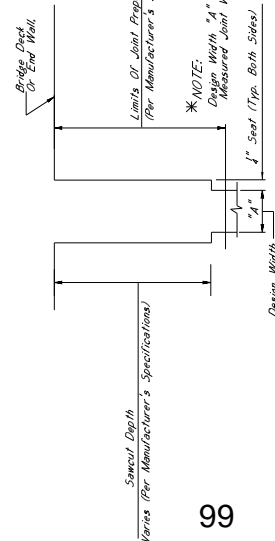 Bridge Deck
Or End Wall.
Limits Of Joint Prep
(Per Manufacturer's
* NOTE:
Design Width "A"
Measured Joint
¼" Seat (Typ. Both Sides)
"A"
Design Width
Sawcut Depth
Varies (Per Manufacturer's Specifications)
99